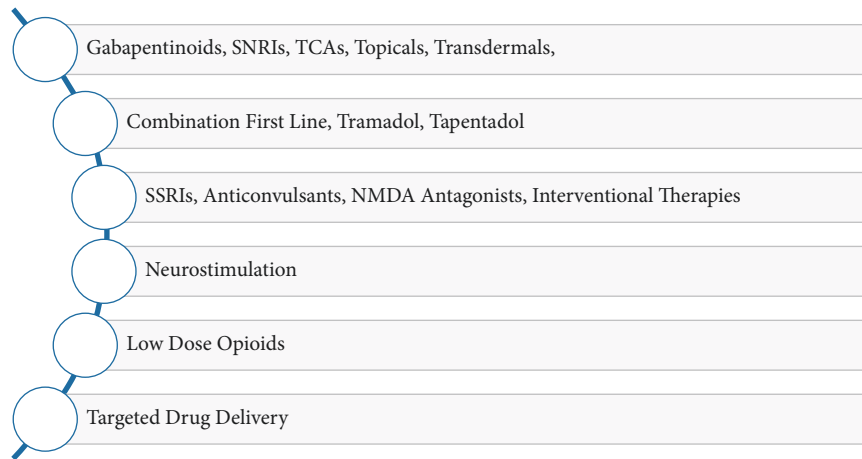 Gabapentinoids, SNRIs, TCAs, Topicals, Transdermals,
Combination First Line, Tramadol, Tapentadol
SSRIs, Anticonvulsants, NMDA Antagonists, Interventional Therapies
Neurostimulation
Low Dose Opioids
Targeted Drug Delivery